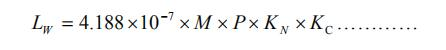 L_W = 4.188×10⁻⁷ × M × P × K_N × K_C …………